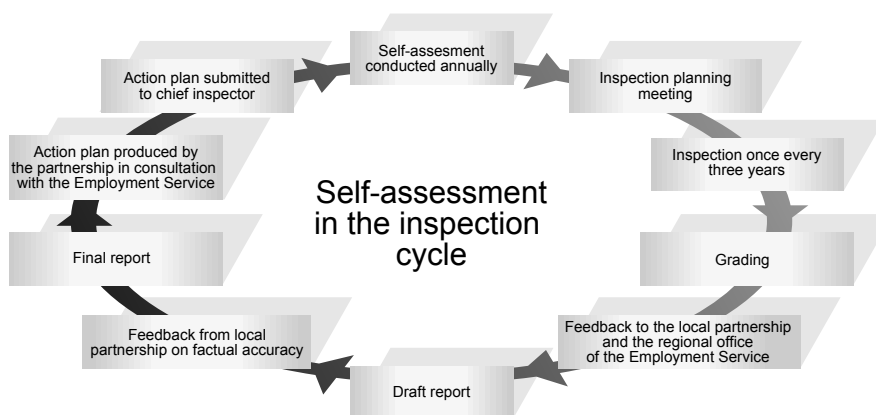 Self-assesment
conducted annually
Inspection planning
meeting
Inspection once every
three years
Grading
Feedback to the local partnership
and the regional office
of the Employment Service
Draft report
Feedback from local
partnership on factual accuracy
Final report
Action plan produced by
the partnership in consultation
with the Employment Service
Action plan submitted
to chief inspector
Self-assessment
in the inspection
cycle